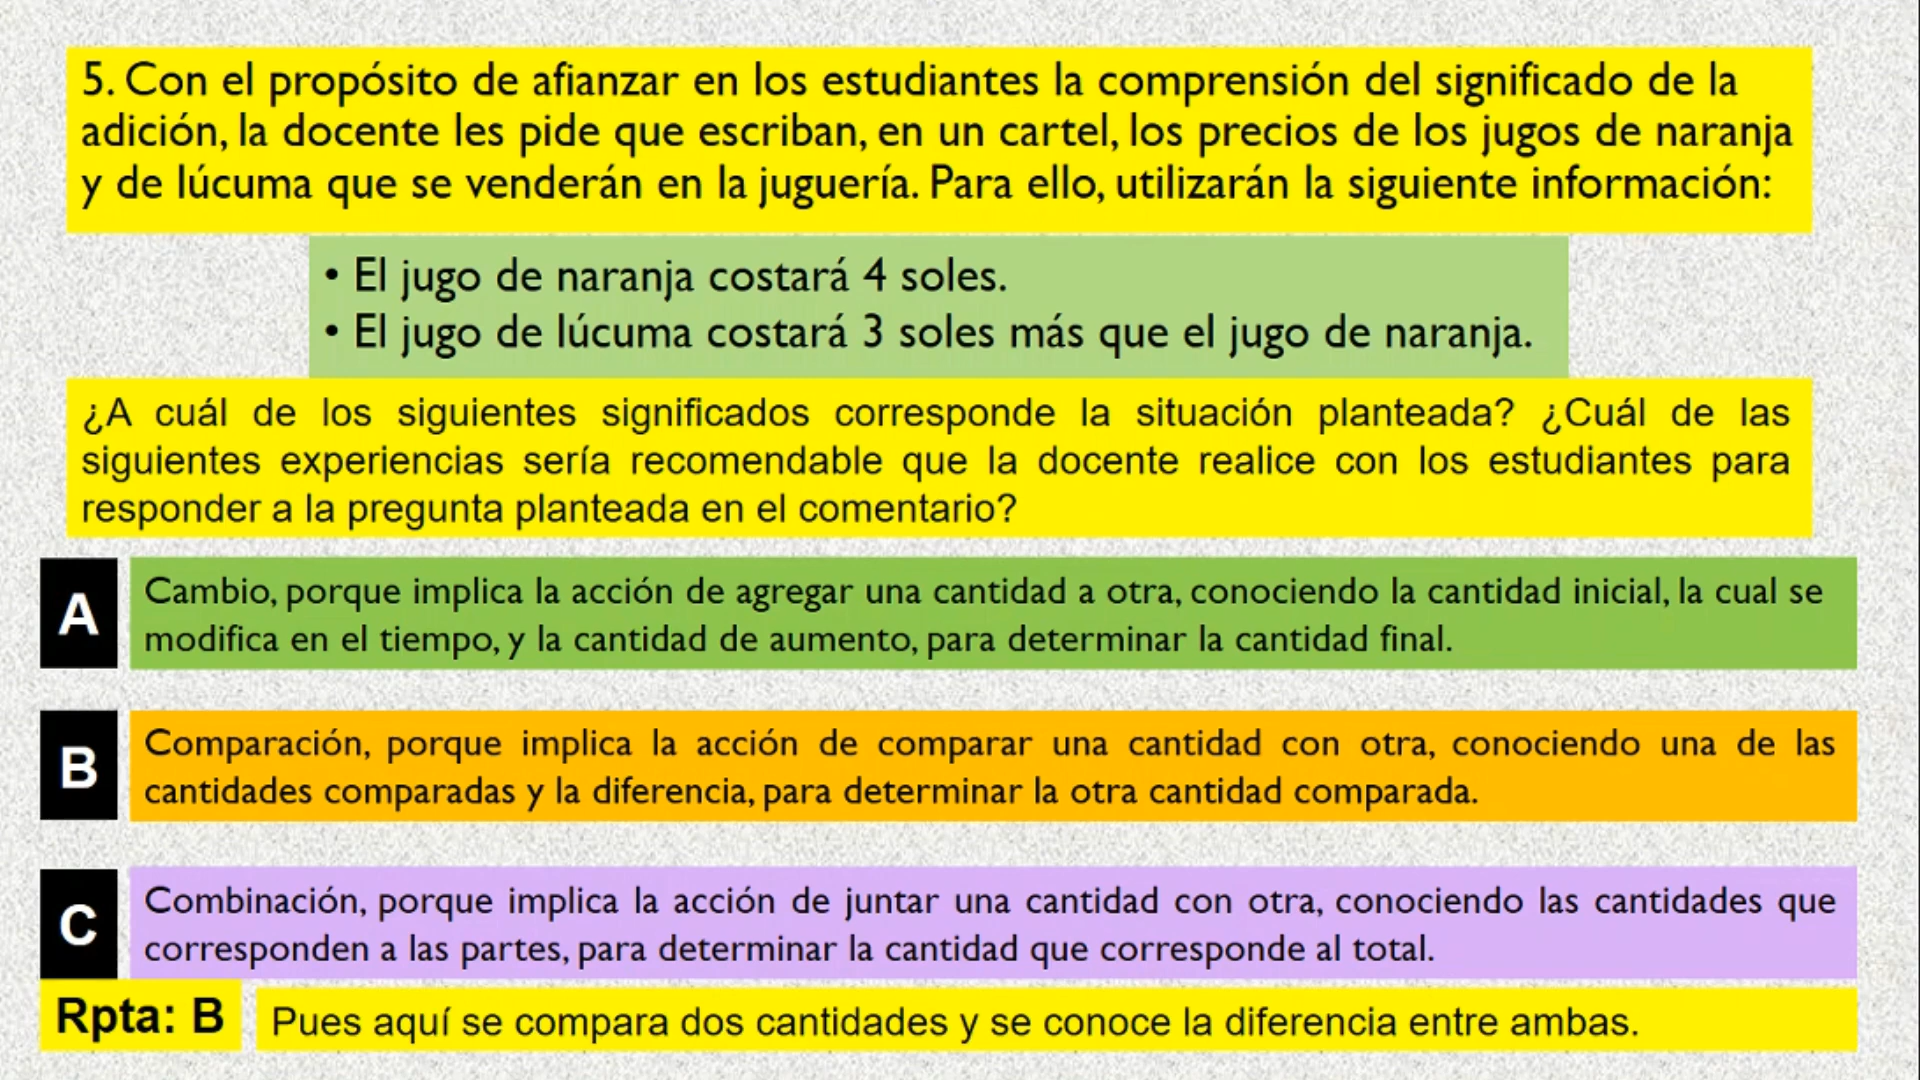 5. Con el propósito de afianzar en los estudiantes la comprensión del significado de la
adición, la docente les pide que escriban, en un cartel, los precios de los jugos de naranja
y de lúcuma que se venderán en la juguería. Para ello, utilizarán la siguiente información:
• El jugo de naranja costará 4 soles.
• El jugo de lúcuma costará 3 soles más que el jugo de naranja.
¿A cuál de los siguientes significados corresponde la situación planteada? ¿Cuál de las
siguientes experiencias sería recomendable que la docente realice con los estudiantes para
responder a la pregunta planteada en el comentario?
A
Cambio, porque implica la acción de agregar una cantidad a otra, conociendo la cantidad inicial, la cual se
modifica en el tiempo, y la cantidad de aumento, para determinar la cantidad final.
B
Comparación, porque implica la acción de comparar una cantidad con otra, conociendo una de las
cantidades comparadas y la diferencia, para determinar la otra cantidad comparada.
C
Combinación, porque implica la acción de juntar una cantidad con otra, conociendo las cantidades que
corresponden a las partes, para determinar la cantidad que corresponde al total.
Rpta: B
Pues aquí se compara dos cantidades y se conoce la diferencia entre ambas.